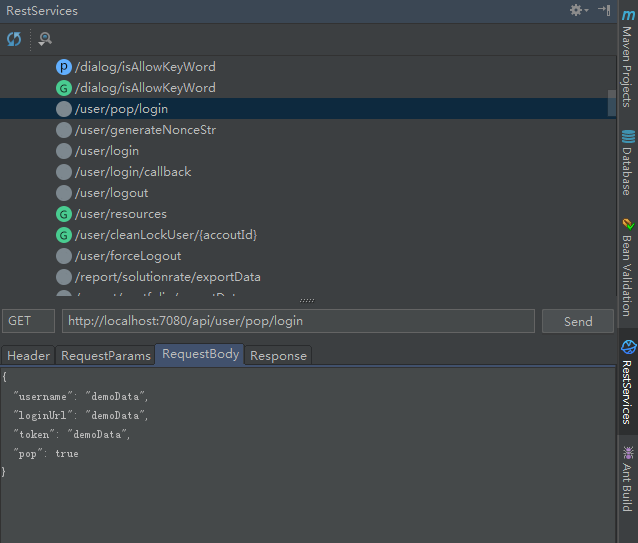 RestServices
P /dialog/isAllowKeyWord
G /dialog/isAllowKeyWord
/user/pop/login
/user/generateNonceStr
/user/login
/user/login/callback
/user/logout
G /user/resources
G /user/cleanLockUser/{accoutId}
/user/forceLogout
/report/solutionrate/exportData
GET http://localhost:7080/api/user/pop/login Send
Header RequestParams RequestBody Response
{
"username": "demoData",
"loginUrl": "demoData",
"token": "demoData",
"pop": true
}
m Maven Projects
Database
Bean Validation
RestServices
Ant Build